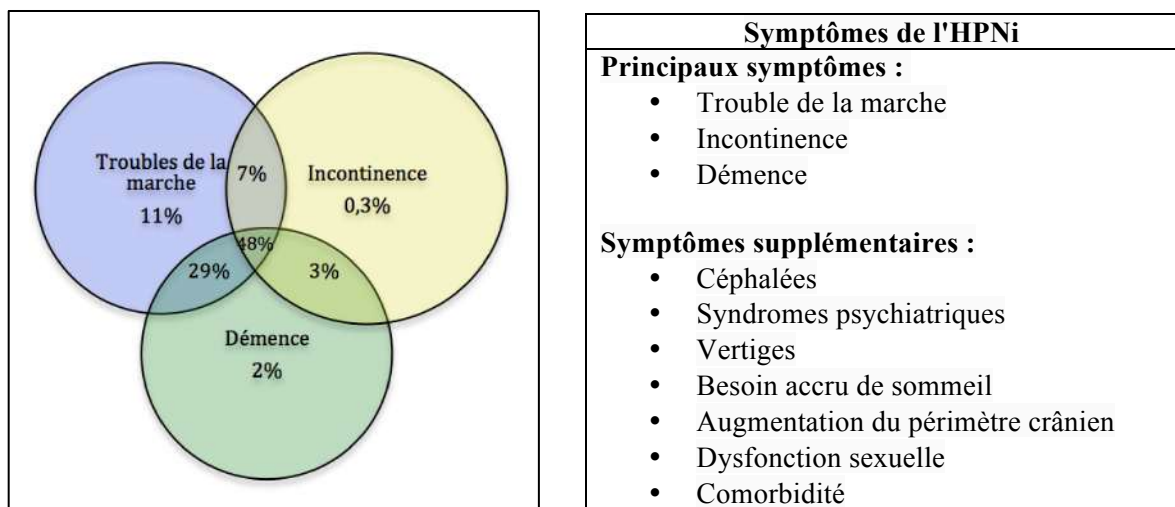 Troubles de la
marche
11%
7%
Incontinence
0,3%
48%
29%
3%
Démence
2%
Symptômes de l'HPNi
Principaux symptômes :
• Trouble de la marche
• Incontinence
• Démence
Symptômes supplémentaires :
• Céphalées
• Syndromes psychiatriques
• Vertiges
• Besoin accru de sommeil
• Augmentation du périmètre crânien
• Dysfonction sexuelle
• Comorbidité